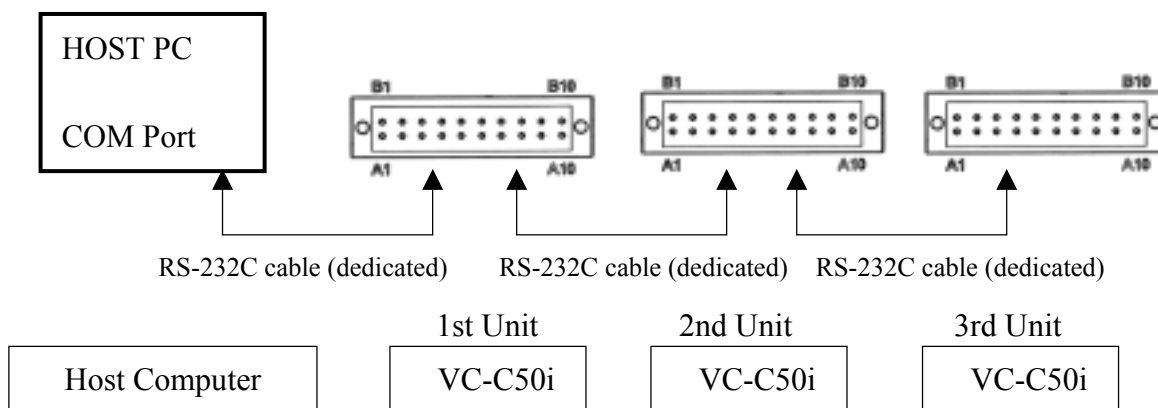 HOST PC
COM Port
B1 B10
A1 A10
B1 B10
A1 A10
B1 B10
A1 A10
RS-232C cable (dedicated)
RS-232C cable (dedicated)
RS-232C cable (dedicated)
1st Unit
2nd Unit
3rd Unit
Host Computer
VC-C50i
VC-C50i
VC-C50i